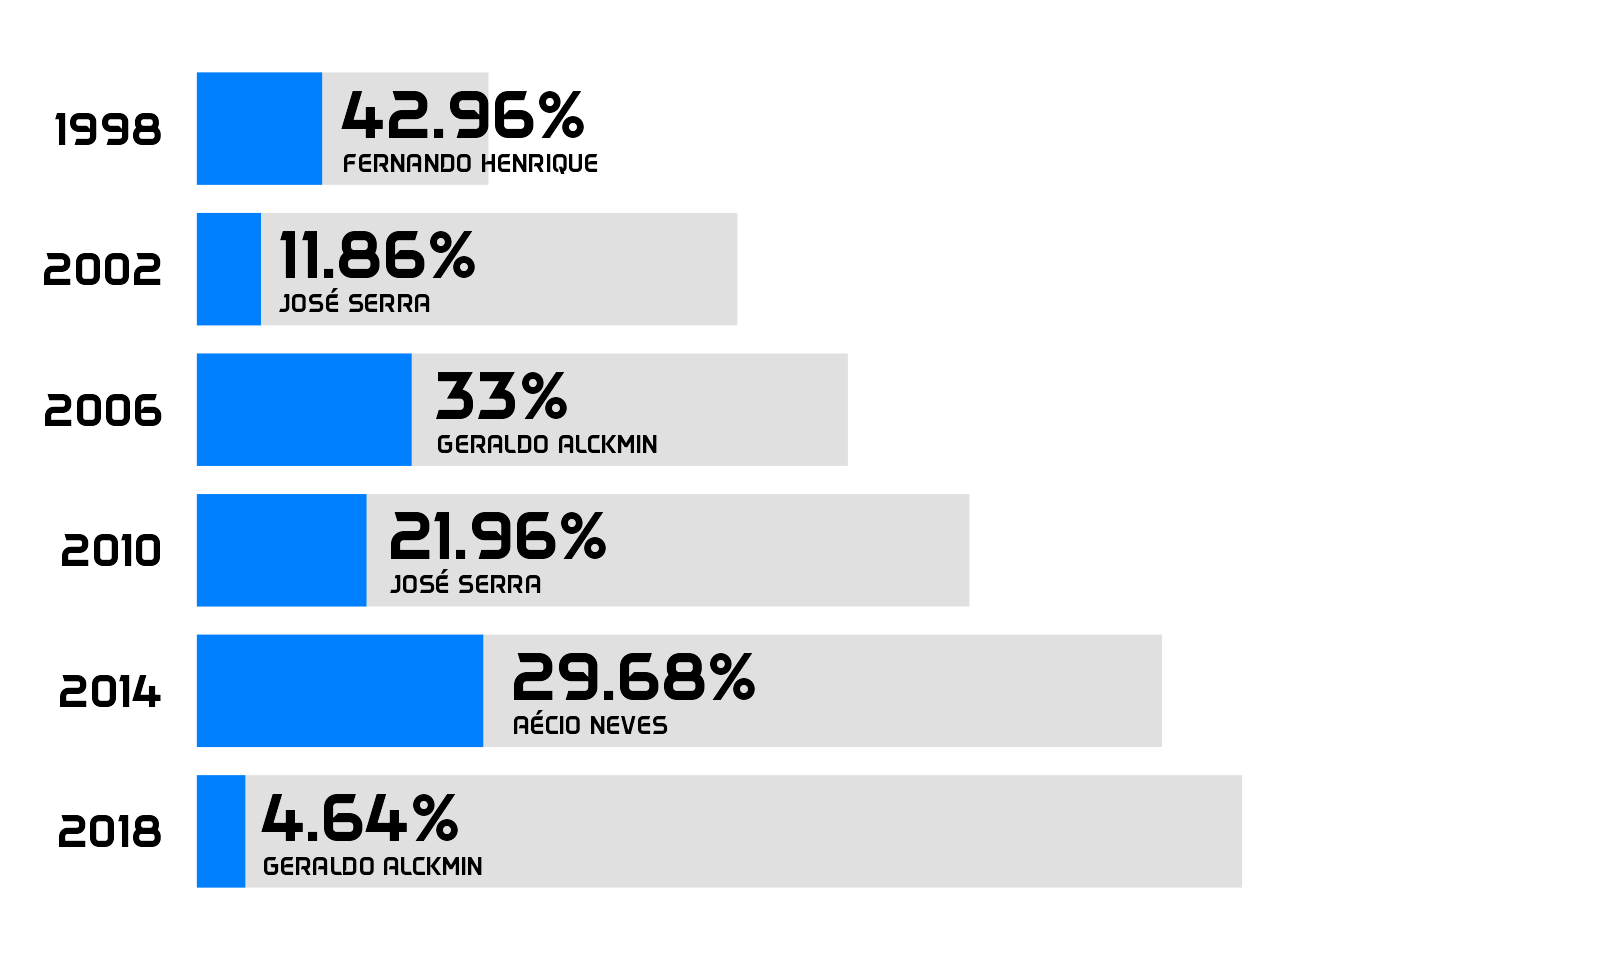 1998
42.96%
FERNANDO HENRIQUE
2002
11.86%
JOSÉ SERRA
2006
33%
GERALDO ALCKMIN
2010
21.96%
JOSÉ SERRA
2014
29.68%
AÉCIO NEVES
2018
4.64%
GERALDO ALCKMIN